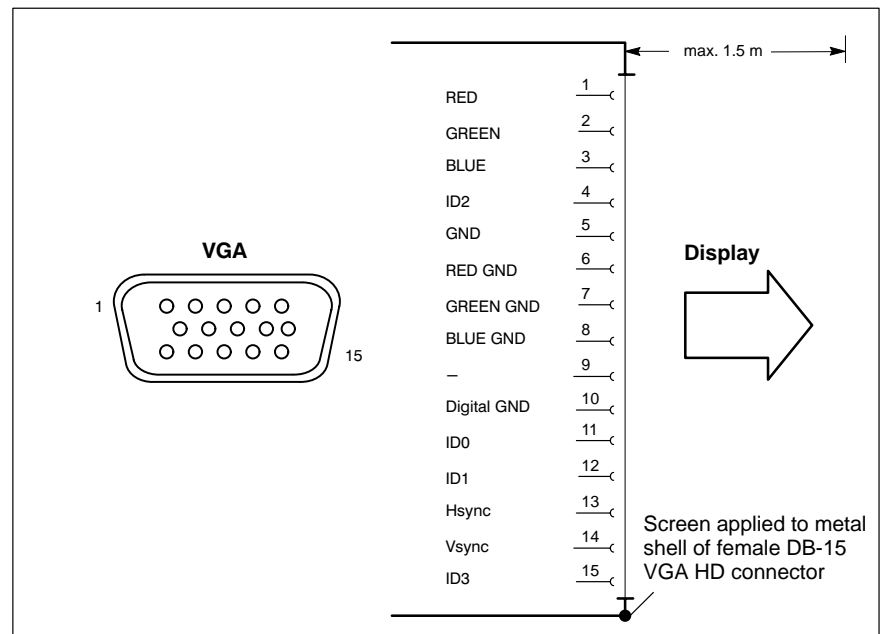 max. 1.5 m
RED 1
GREEN 2
BLUE 3
ID2 4
GND 5
RED GND 6
GREEN GND 7
BLUE GND 8
– 9
Digital GND 10
ID0 11
ID1 12
Hsync 13
Vsync 14
ID3 15
VGA
1
15
Display
Screen applied to metal
shell of female DB-15
VGA HD connector